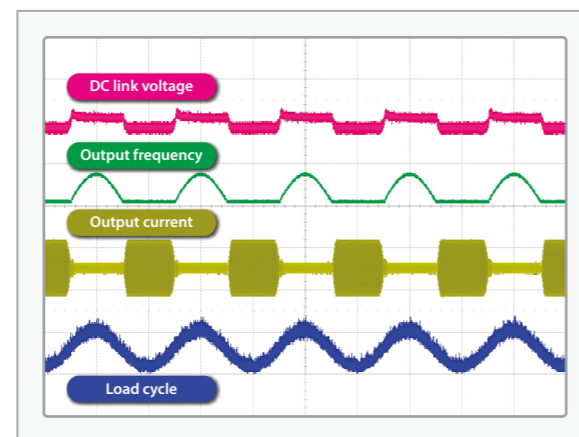 DC link voltage
Output frequency
Output current
Load cycle